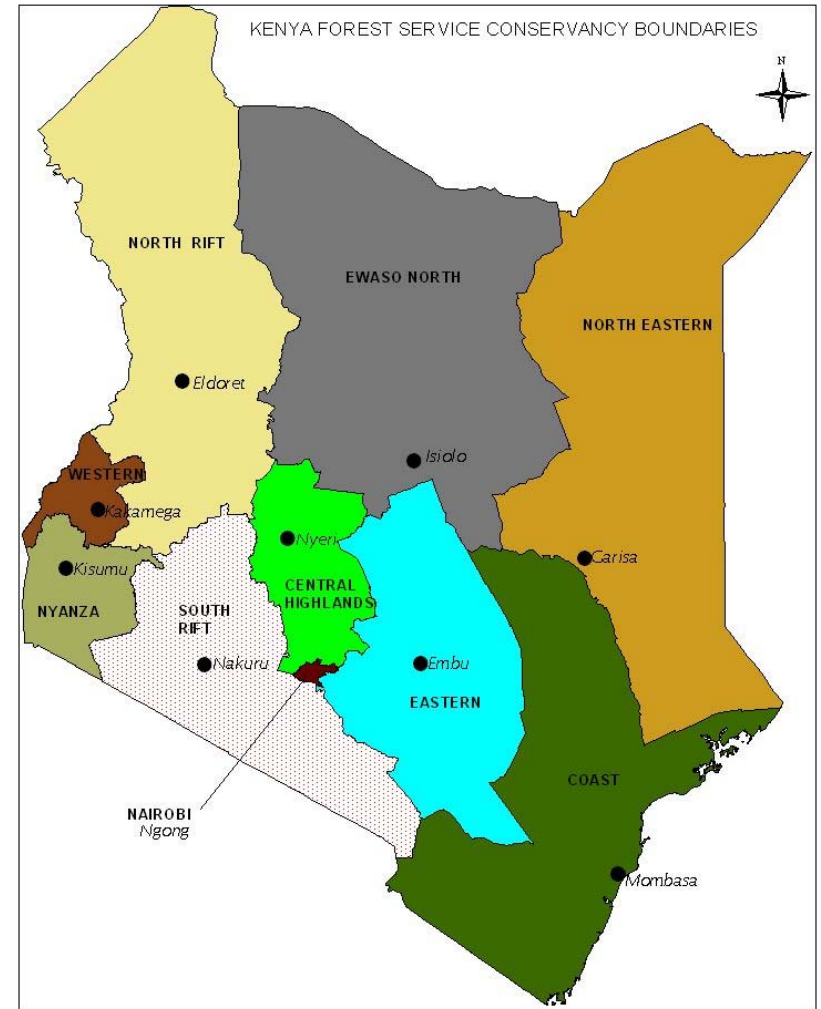 KENYA FOREST SERVICE CONSERVANCY BOUNDARIES
N
NORTH RIFT
EWASO NORTH
NORTH EASTERN
Eldoret
Isiolo
WESTERN
Kakamega
Nyeri
Garisa
Kisumu
CENTRAL
HIGHLANDS
NYANZA
SOUTH
RIFT
Nakuru
Embu
EASTERN
COAST
NAIROBI
Ngong
Mombasa